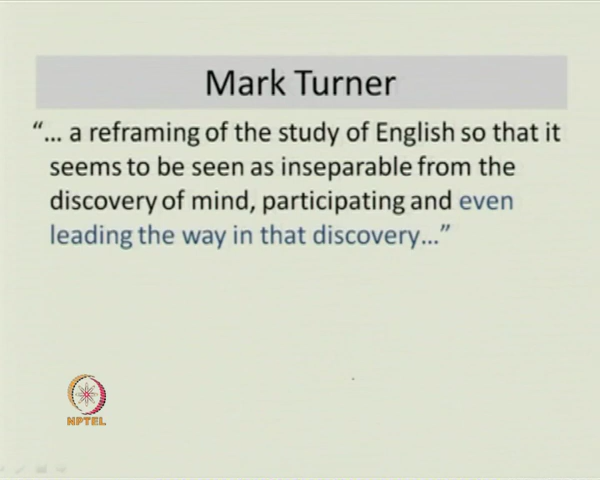 Mark Turner
“... a reframing of the study of English so that it
seems to be seen as inseparable from the
discovery of mind, participating and even
leading the way in that discovery...”
NPTEL